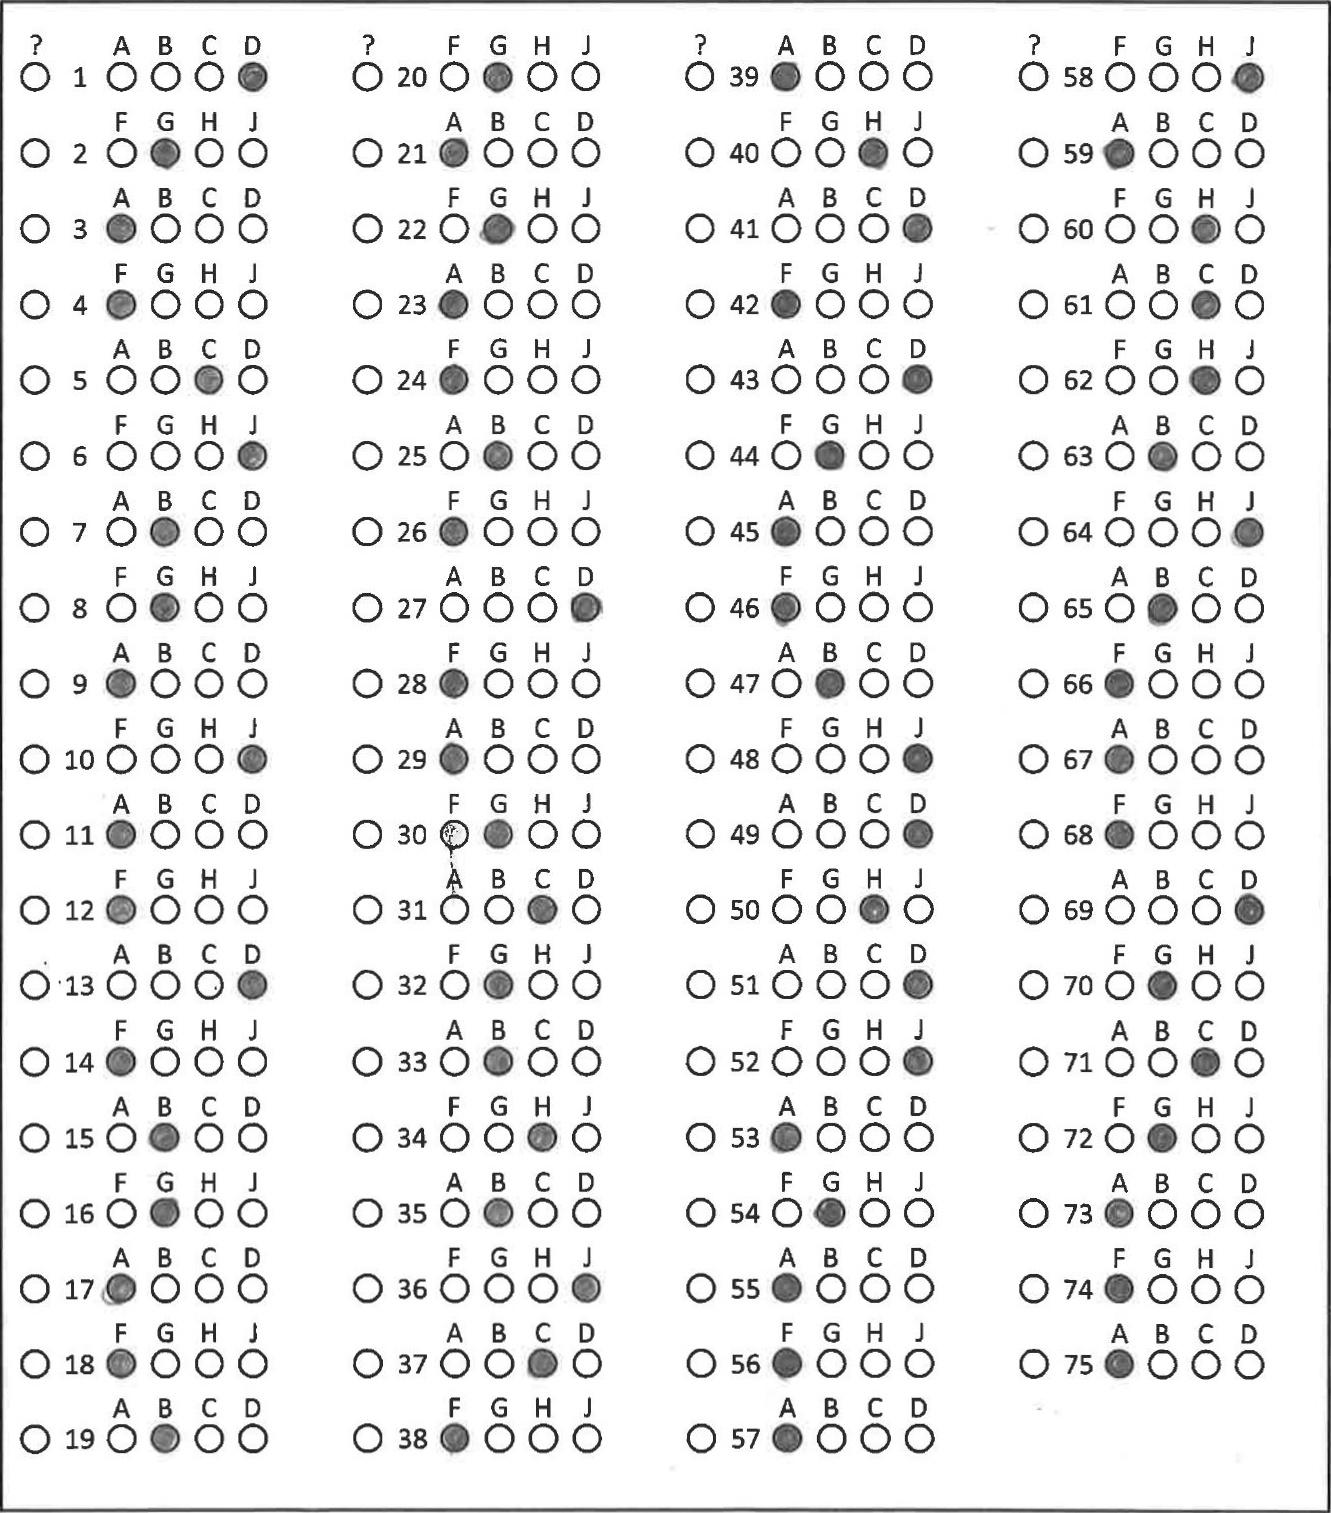 ? A B C D
1
F G H J
2
A B C D
3
F G H J
4
A B C D
5
F G H J
6
A B C D
7
F G H J
8
A B C D
9
F G H J
10
A B C D
11
F G H J
12
A B C D
13
F G H J
14
A B C D
15
F G H J
16
A B C D
17
F G H J
18
A B C D
19
? F G H J
20
A B C D
21
F G H J
22
A B C D
23
F G H J
24
A B C D
25
F G H J
26
A B C D
27
F G H J
28
A B C D
29
F G H J
30
A B C D
31
F G H J
32
A B C D
33
F G H J
34
A B C D
35
F G H J
36
A B C D
37
F G H J
38
? A B C D
39
F G H J
40
A B C D
41
F G H J
42
A B C D
43
F G H J
44
A B C D
45
F G H J
46
A B C D
47
F G H J
48
A B C D
49
F G H J
50
A B C D
51
F G H J
52
A B C D
53
F G H J
54
A B C D
55
F G H J
56
A B C D
57
? F G H J
58
A B C D
59
F G H J
60
A B C D
61
F G H J
62
A B C D
63
F G H J
64
A B C D
65
F G H J
66
A B C D
67
F G H J
68
A B C D
69
F G H J
70
A B C D
71
F G H J
72
A B C D
73
F G H J
74
A B C D
75